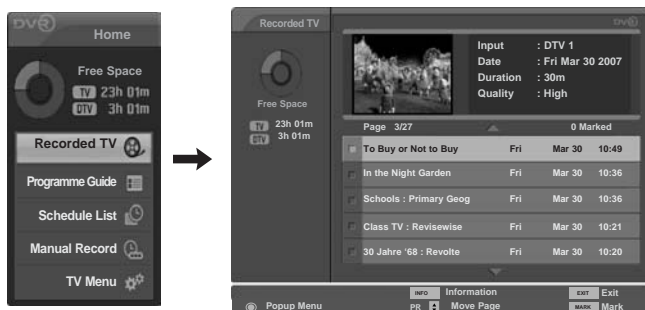 DVR
Home
Free Space
TV 23h 01m
DTV 3h 01m
Recorded TV
Programme Guide
Schedule List
Manual Record
TV Menu
Recorded TV
DVR
Free Space
TV 23h 01m
DTV 3h 01m
Input : DTV 1
Date : Fri Mar 30 2007
Duration : 30m
Quality : High
Page 3/27 0 Marked
To Buy or Not to Buy Fri Mar 30 10:49
In the Night Garden Fri Mar 30 10:36
Schools : Primary Geog Fri Mar 30 10:36
Class TV : Revisewise Fri Mar 30 10:21
30 Jahre '68 : Revolte Fri Mar 30 10:20
INFO Information EXIT Exit
Popup Menu PR Move Page MARK Mark